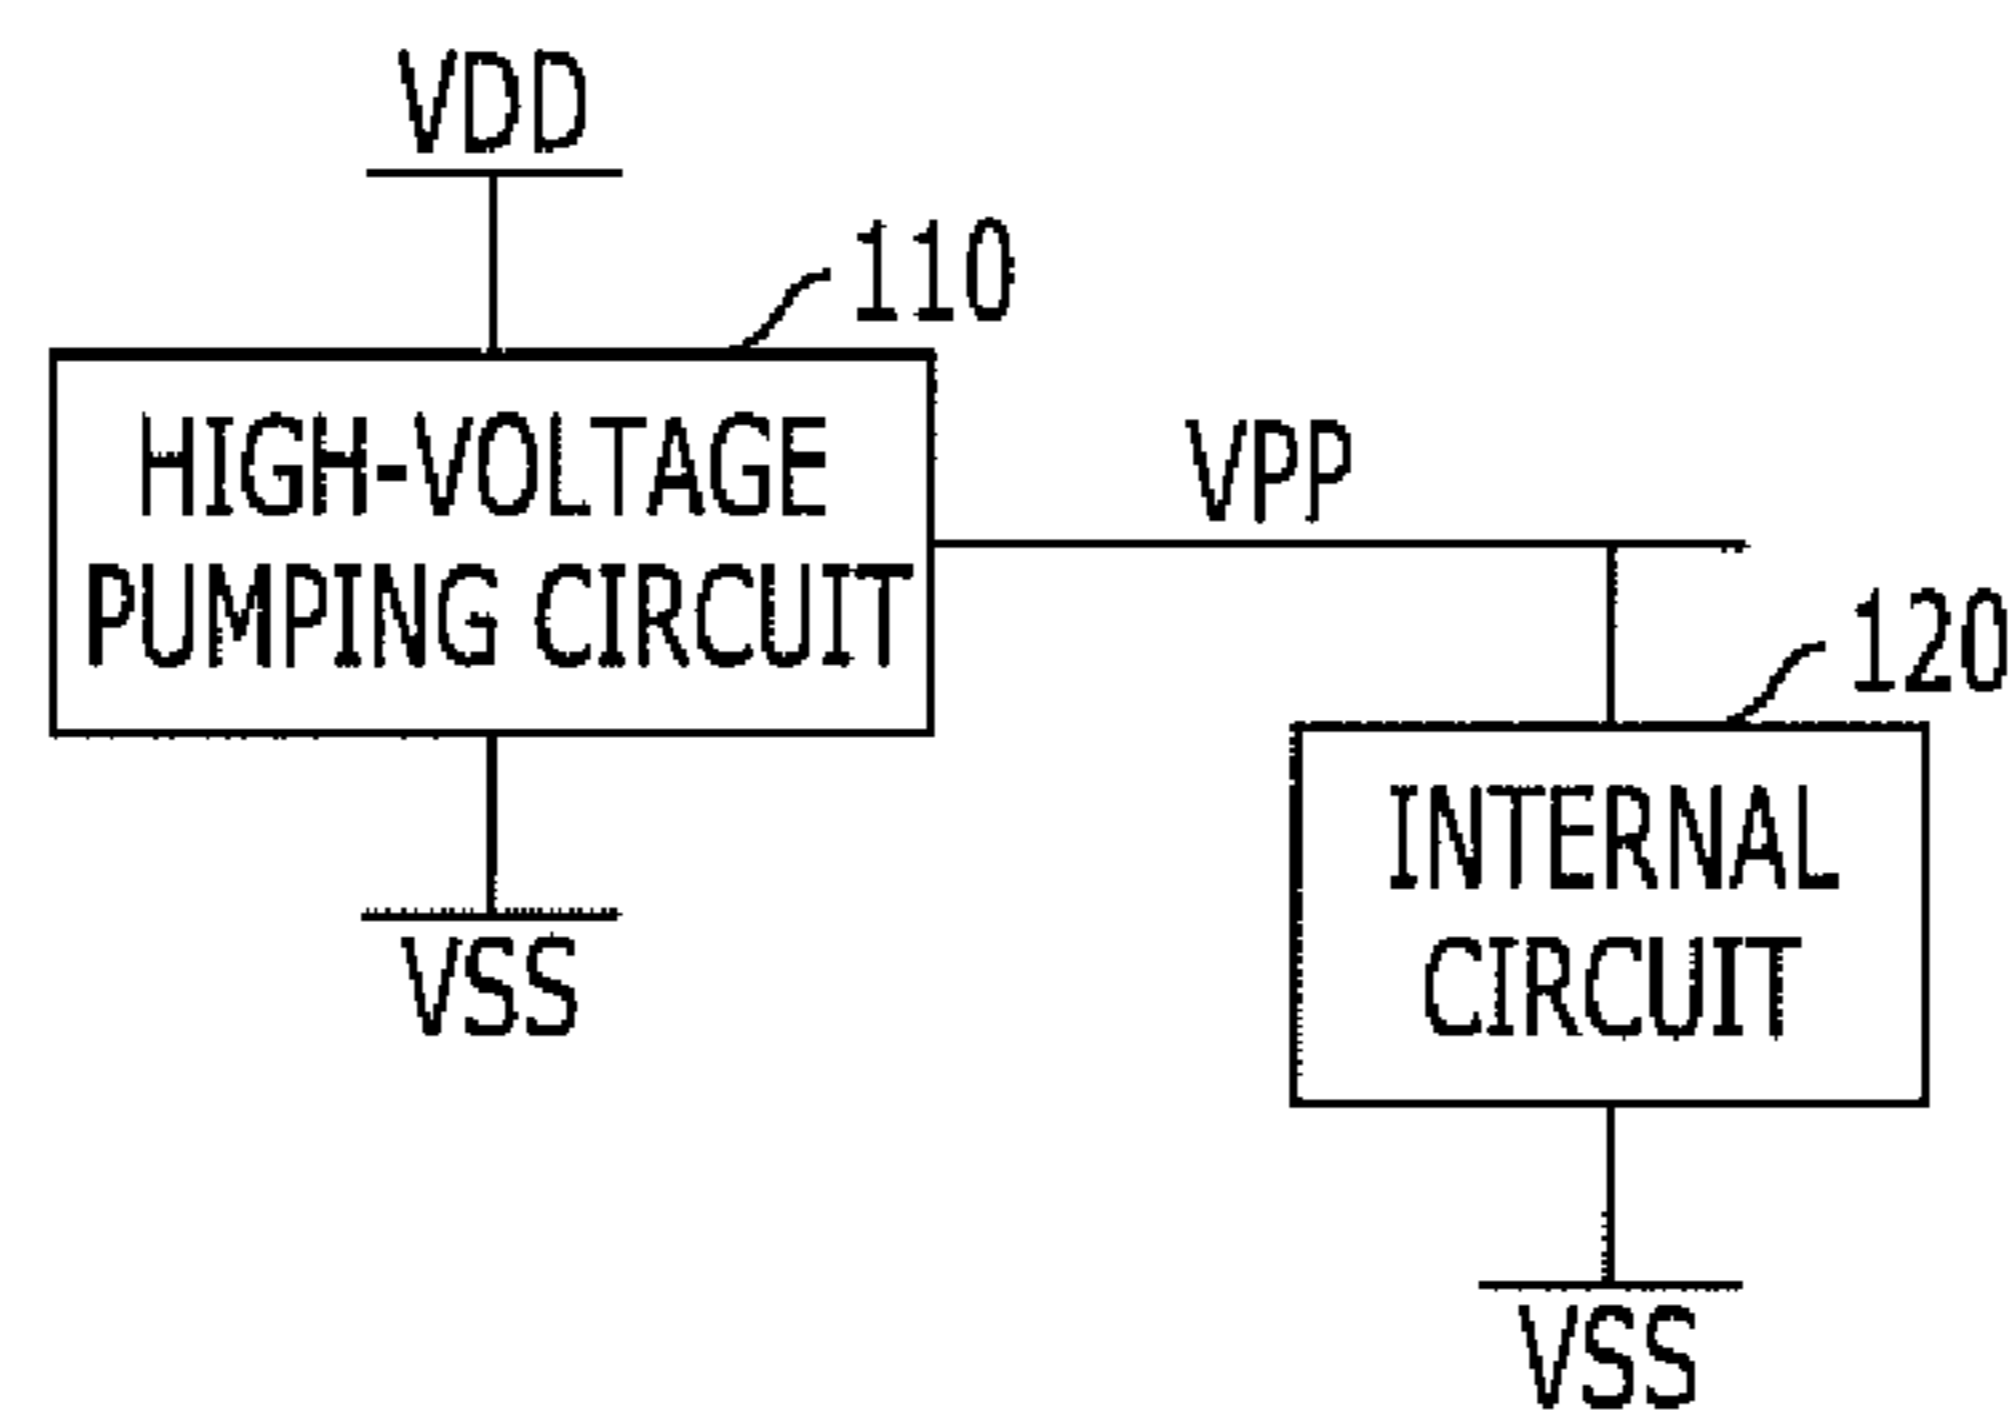 VDD
110
HIGH-VOLTAGE
PUMPING CIRCUIT
VPP
120
INTERNAL
CIRCUIT
VSS
VSS